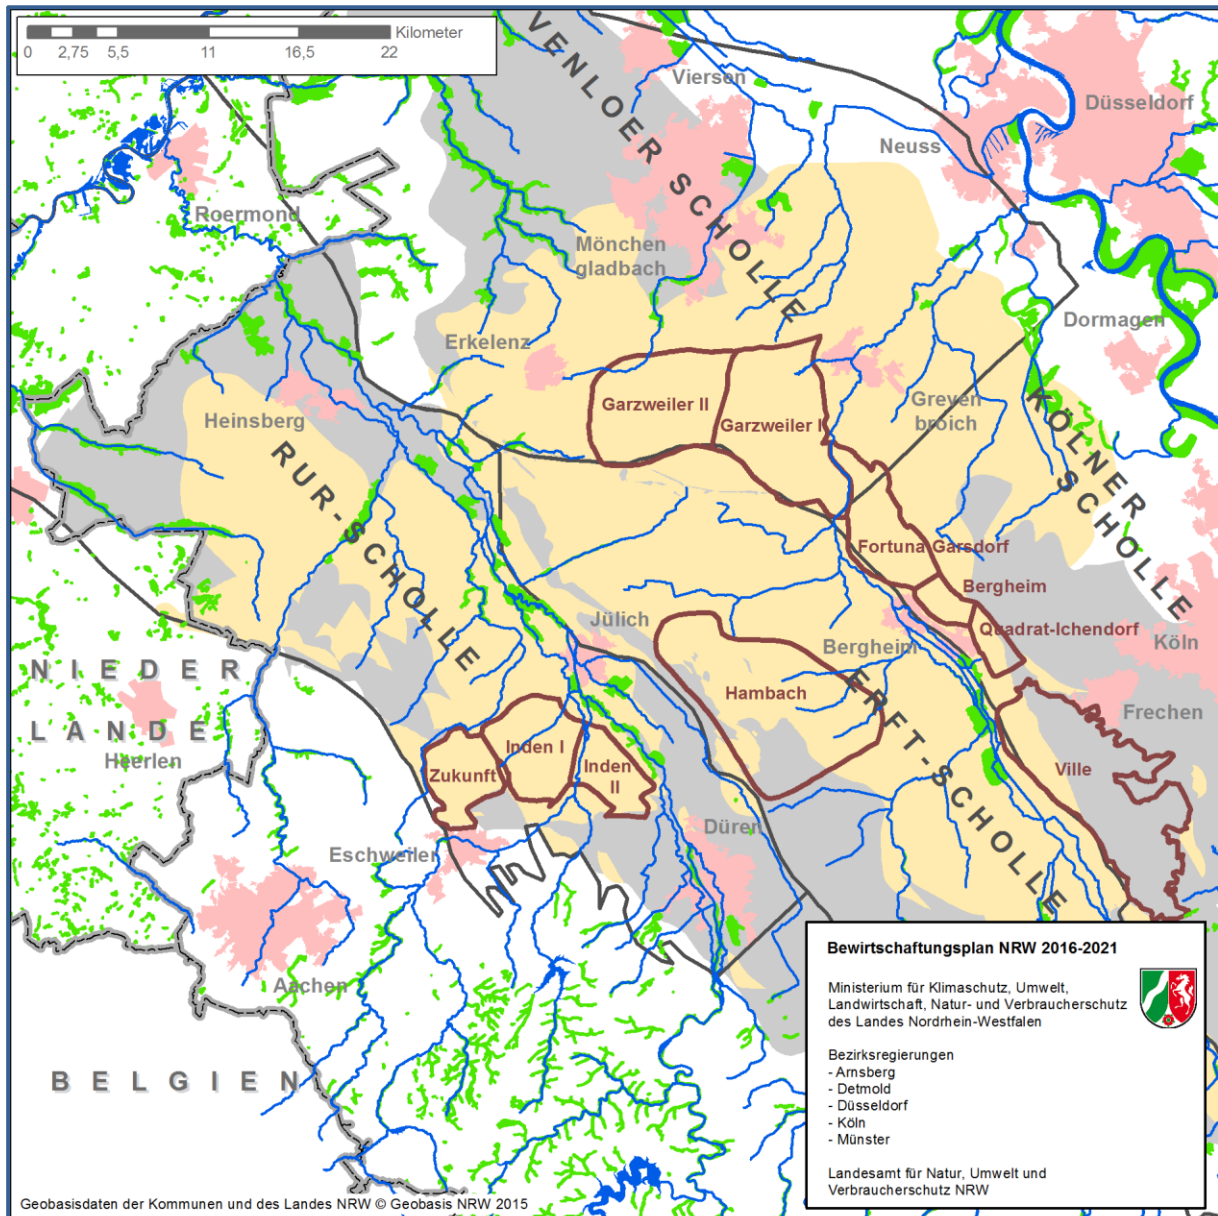 Kilometer
0 2,75 5,5 11 16,5 22
VENLOER SCHOLLE
Viersen
Düsseldorf
Neuss
Roermond
Mönchen
gladbach
Dormagen
Erkelenz
Garzweiler II
Garzweiler I
Greven
broich
Heinsberg
KÖLNER
SCHOLLE
RUR-SCHOLLE
Fortuna-Garsdorf
Bergheim
Jülich
Quadrat-Ichendorf
Köln
Bergheim
NIEDER
LANDE
Heerlen
Hambach
ERFT-SCHOLLE
Frechen
Inden I
Zukunft
Inden
II
Ville
Düren
Eschweiler
Aachen
BELGIEN
Bewirtschaftungsplan NRW 2016-2021
Ministerium für Klimaschutz, Umwelt,
Landwirtschaft, Natur- und Verbraucherschutz
des Landes Nordrhein-Westfalen
Bezirksregierungen
- Arnsberg
- Detmold
- Düsseldorf
- Köln
- Münster
Landesamt für Natur, Umwelt und
Verbraucherschutz NRW
Geobasisdaten der Kommunen und des Landes NRW © Geobasis NRW 2015